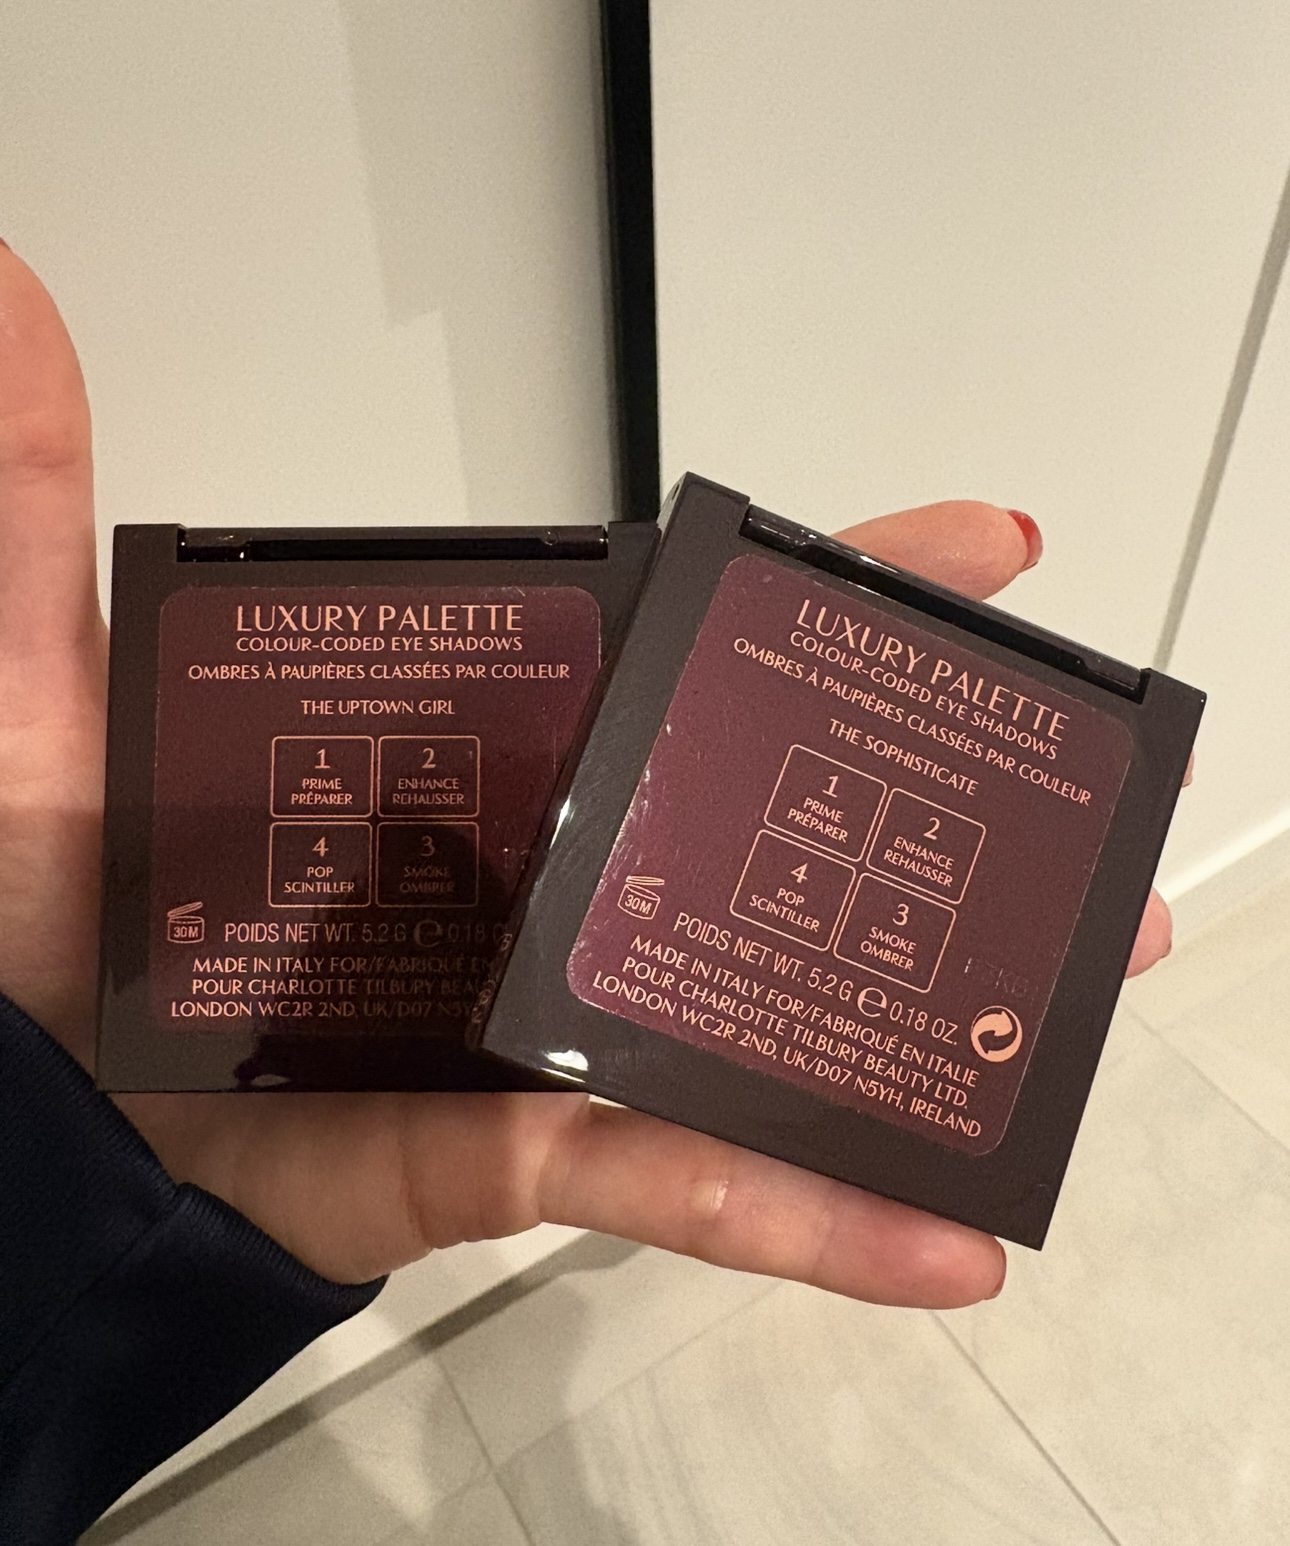 LUXURY PALETTE
COLOUR-CODED EYE SHADOWS
OMBRES À PAUPIÈRES CLASSÉES PAR COULEUR
THE UPTOWN GIRL
1
PRIME
PRÉPARER
2
ENHANCE
REHAUSSER
4
POP
SCINTILLER
3
SMOKE
OMBRER
30M
POIDS NET WT. 5.2 G ℮ 0.18
MADE IN ITALY FOR/FABRIQUÉ
POUR CHARLOTTE TILBURY
LONDON WC2R 2ND, UK/D07
LUXURY PALETTE
COLOUR-CODED EYE SHADOWS
OMBRES À PAUPIÈRES CLASSÉES PAR COULEUR
THE SOPHISTICATE
1
PRIME
PRÉPARER
2
ENHANCE
REHAUSSER
4
POP
SCINTILLER
3
SMOKE
OMBRER
30M
POIDS NET WT. 5.2 G ℮ 0.18 OZ.
MADE IN ITALY FOR/FABRIQUÉ EN ITALIE
POUR CHARLOTTE TILBURY BEAUTY LTD.
LONDON WC2R 2ND, UK/D07 N5YH, IRELAND